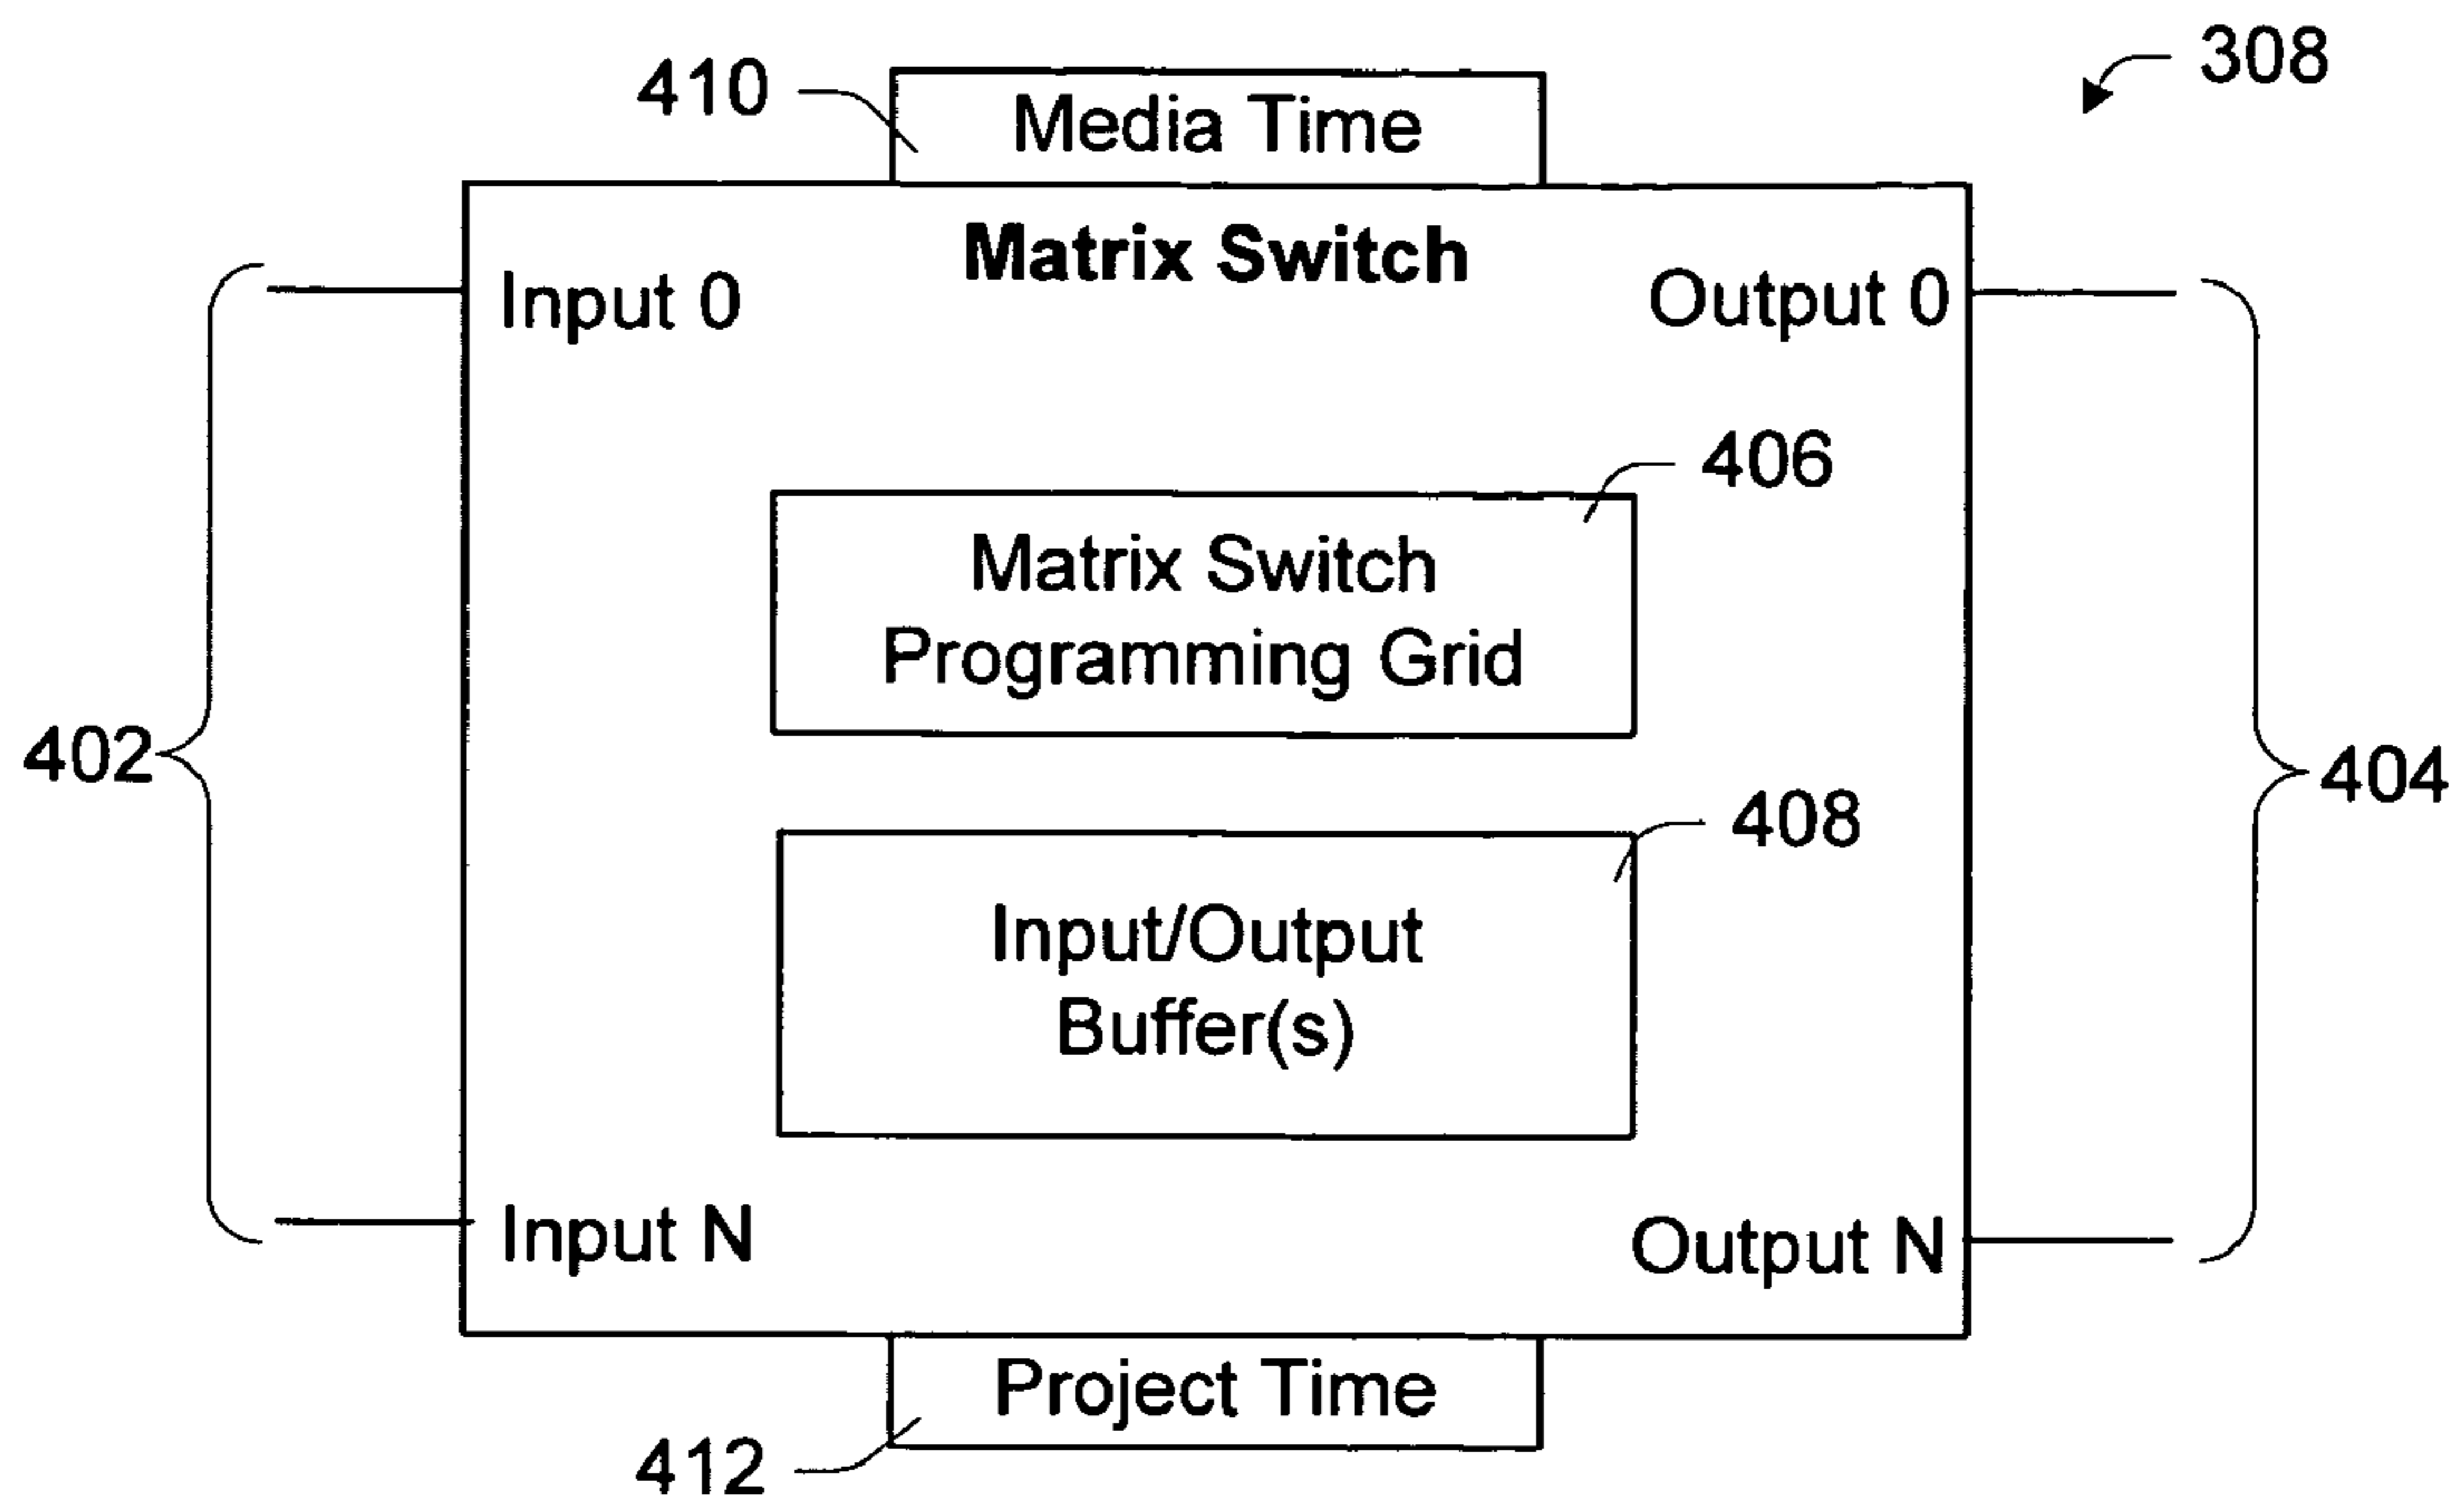 308
410
Media Time
Matrix Switch
Input 0
Output 0
406
Matrix Switch
Programming Grid
402
404
408
Input/Output
Buffer(s)
Input N
Output N
Project Time
412